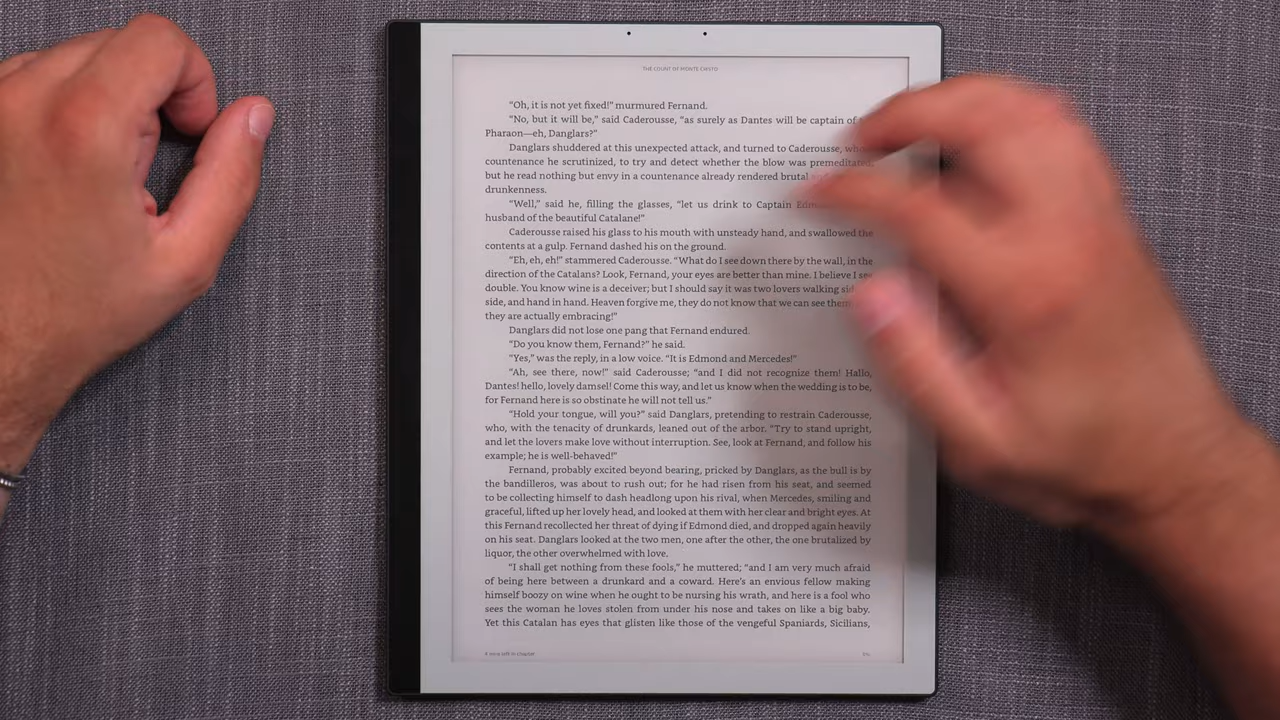 THE COUNT OF MONTE CRISTO
“Oh, it is not yet fixed!” murmured Fernand.
“No, but it will be,” said Caderousse, “as surely as Dantes will be captain of
Pharaon—eh, Danglars?”
Danglars shuddered at this unexpected attack, and turned to Caderousse,
countenance he scrutinized, to try and detect whether the blow was premeditated;
but he read nothing but envy in a countenance already rendered brutal
drunkenness.
“Well,” said he, filling the glasses, “let us drink to Captain
husband of the beautiful Catalane!”
Caderousse raised his glass to his mouth with unsteady hand, and swallowed the
contents at a gulp. Fernand dashed his on the ground.
“Eh, eh, eh!” stammered Caderousse. “What do I see down there by the wall, in the
direction of the Catalans? Look, Fernand, your eyes are better than mine. I believe I see
double. You know wine is a deceiver; but I should say it was two lovers walking
side, and hand in hand. Heaven forgive me, they do not know that we can see them
they are actually embracing!”
Danglars did not lose one pang that Fernand endured.
“Do you know them, Fernand?” he said.
“Yes,” was the reply, in a low voice. “It is Edmond and Mercedes!”
“Ah, see there, now!” said Caderousse; “and I did not recognize them! Hallo,
Dantes! hello, lovely damsel! Come this way, and let us know when the wedding is to be,
for Fernand here is so obstinate he will not tell us.”
“Hold your tongue, will you?” said Danglars, pretending to restrain Caderousse,
who, with the tenacity of drunkards, leaned out of the arbor. “Try to stand upright,
and let the lovers make love without interruption. See, look at Fernand, and follow his
example; he is well-behaved!”
Fernand, probably excited beyond bearing, pricked by Danglars, as the bull is by
the bandilleros, was about to rush out; for he had risen from his seat, and seemed
to be collecting himself to dash headlong upon his rival, when Mercedes, smiling and
graceful, lifted up her lovely head, and looked at them with her clear and bright eyes. At
this Fernand recollected her threat of dying if Edmond died, and dropped again heavily
on his seat. Danglars looked at the two men, one after the other, the one brutalized by
liquor, the other overwhelmed with love.
“I shall get nothing from these fools,” he muttered; “and I am very much afraid
of being here between a drunkard and a coward. Here’s an envious fellow making
himself boozy on wine when he ought to be nursing his wrath, and here is a fool who
sees the woman he loves stolen from under his nose and takes on like a big baby.
Yet this Catalan has eyes that glisten like those of the vengeful Spaniards, Sicilians,
left in chapter